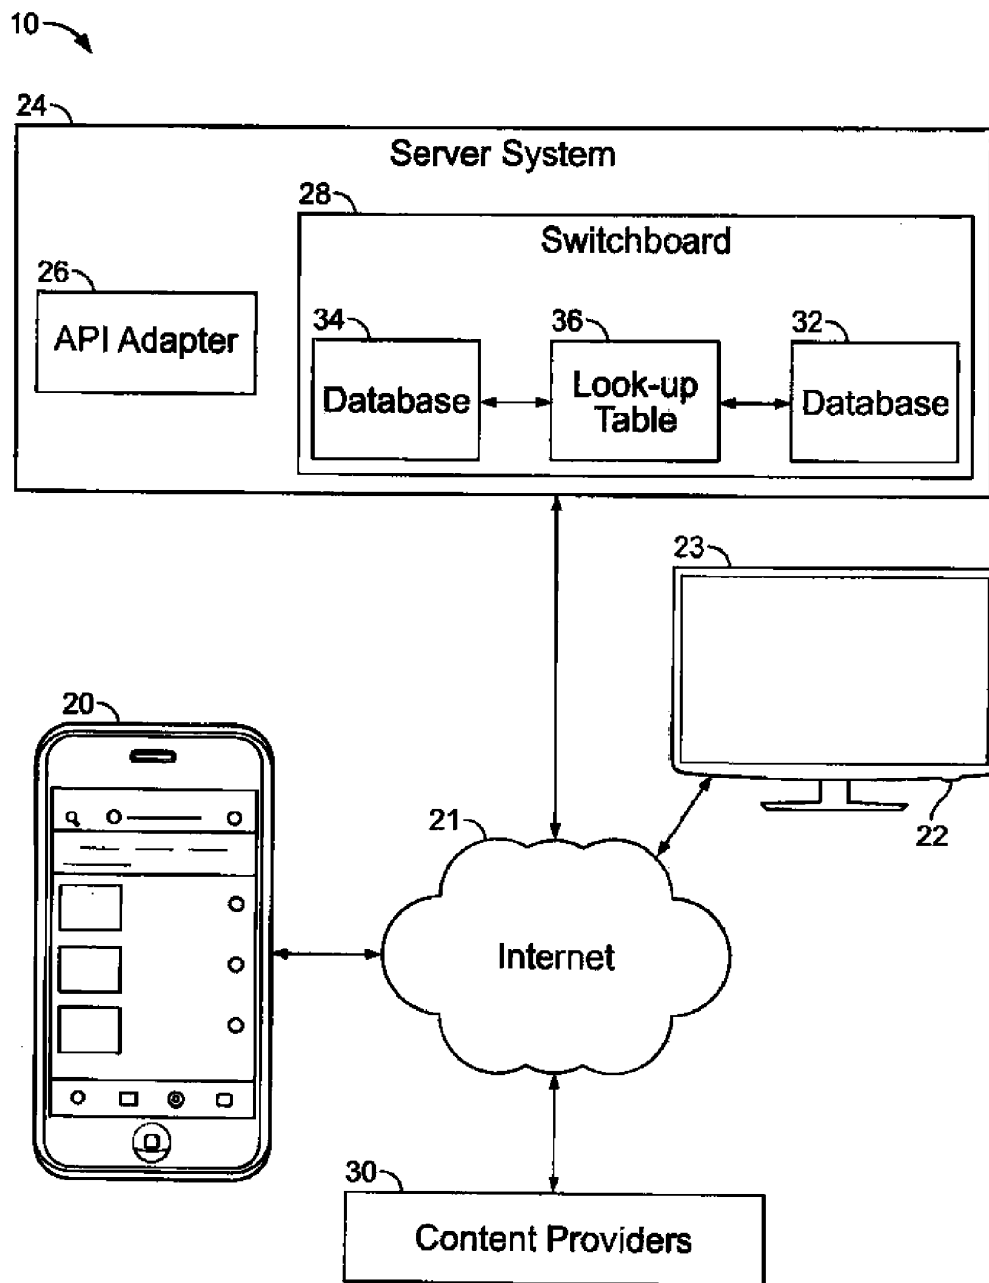 10
24
Server System
28
Switchboard
26
API Adapter
34
Database
36
Look-up
Table
32
Database
23
22
20
21
Internet
30
Content Providers